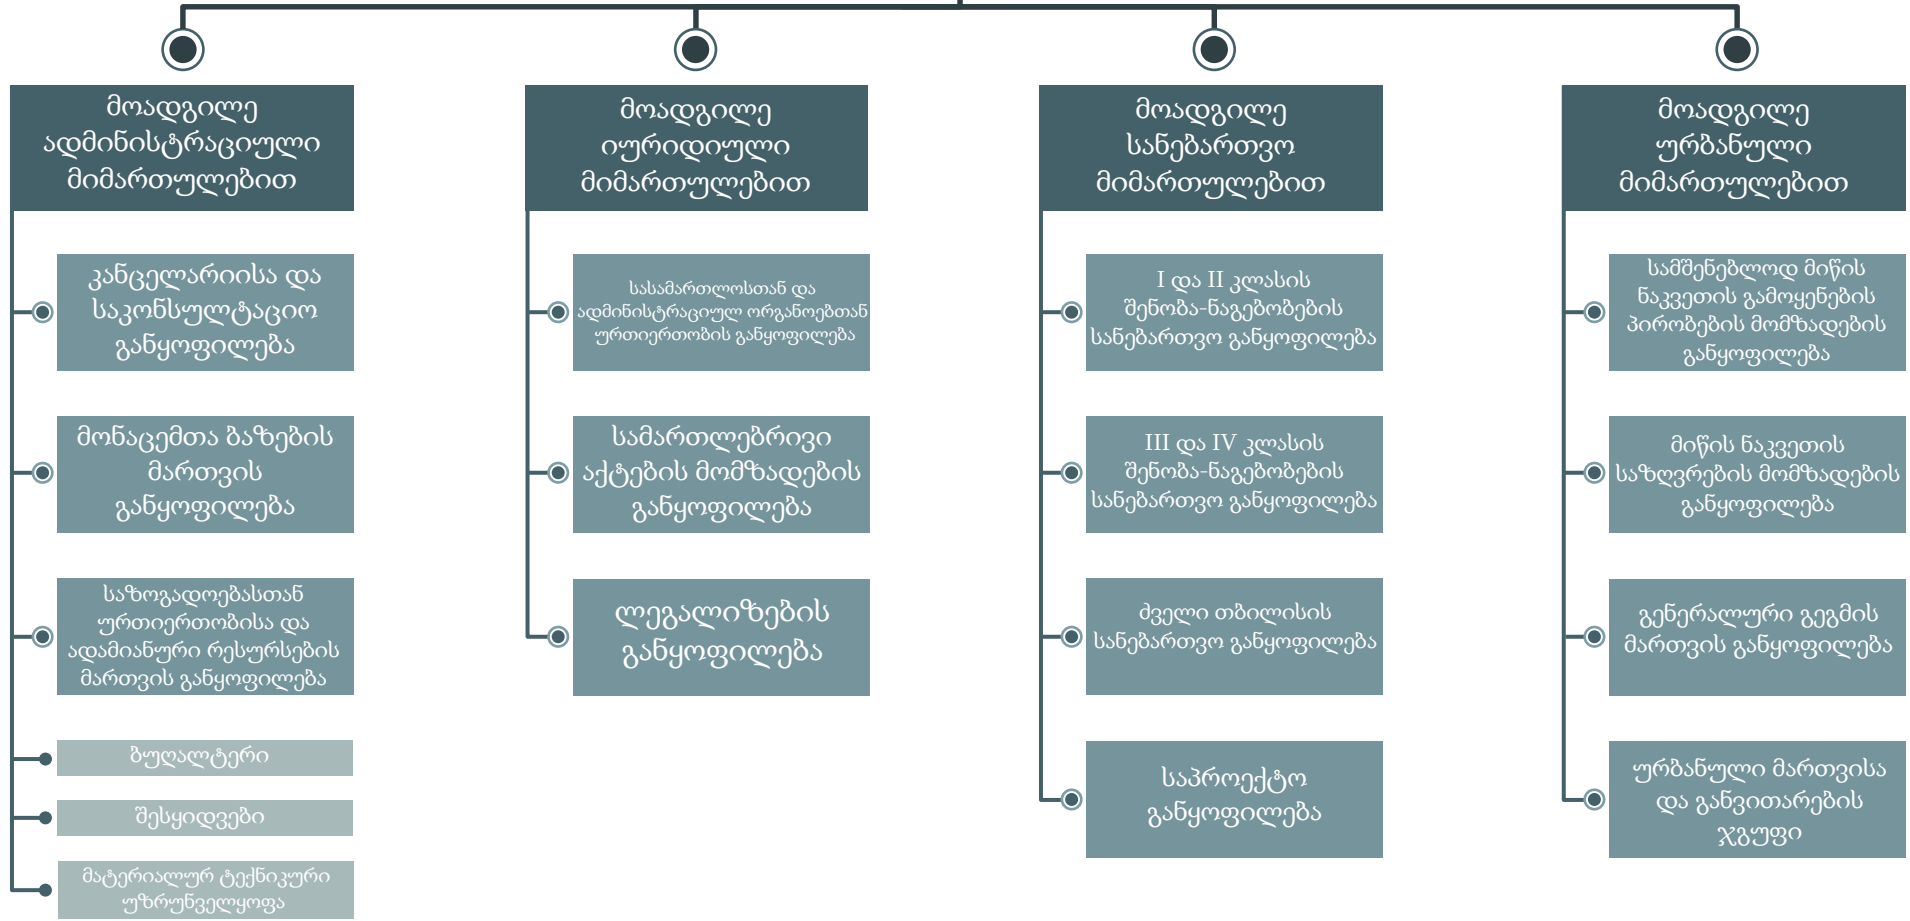 მოადგილე
ადმინისტრაციული
მიმართულებით
კანცელარიისა და
საკონსულტაციო
განყოფილება
მონაცემთა ბაზების
მართვის
განყოფილება
საზოგადოებასთან
ურთიერთობისა და
ადამიანური რესურსების
მართვის განყოფილება
ბუღალტერი
შესყიდვები
მატერიალურ ტექნიკური
უზრუნველყოფა
მოადგილე
იურიდიული
მიმართულებით
სასამართლოსთან და
ადმინისტრაციულ ორგანოებთან
ურთიერთობის განყოფილება
სამართლებრივი
აქტების მომზადების
განყოფილება
ლეგალიზების
განყოფილება
მოადგილე
სანებართვო
მიმართულებით
I და II კლასის
შენობა-ნაგებობების
სანებართვო განყოფილება
III და IV კლასის
შენობა-ნაგებობების
სანებართვო განყოფილება
ძველი თბილისის
სანებართვო განყოფილება
საპროექტო
განყოფილება
მოადგილე
ურბანული
მიმართულებით
სამშენებლოდ მიწის
ნაკვეთის გამოყენების
პირობების მომზადების
განყოფილება
მიწის ნაკვეთის
საზღვრების მომზადების
განყოფილება
გენერალური გეგმის
მართვის განყოფილება
ურბანული მართვისა
და განვითარების
ჯგუფი